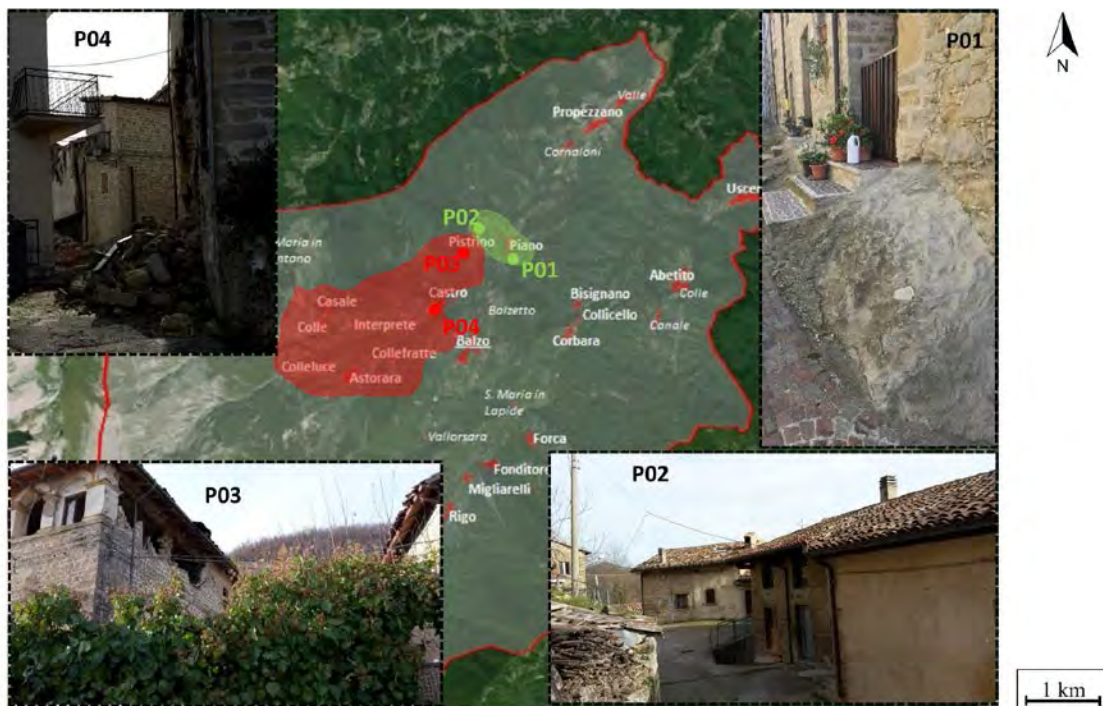 P04
P01
N
Valle
Propezzano
Cornaloni
Uscer
P02
Pistrino
Piano
P01
Maria in
ntano
P03
Castro
Abetito
Colle
Casale
Bisignano
Balzetto
Collicello
Colle
Interprete
P04
Canale
Corbara
Balzo
Collefratte
Colleluce
Astorara
S. Maria in
Lapide
Vallorsara
Forca
Fonditore
Migliarelli
Rigo
P03
P02
1 km